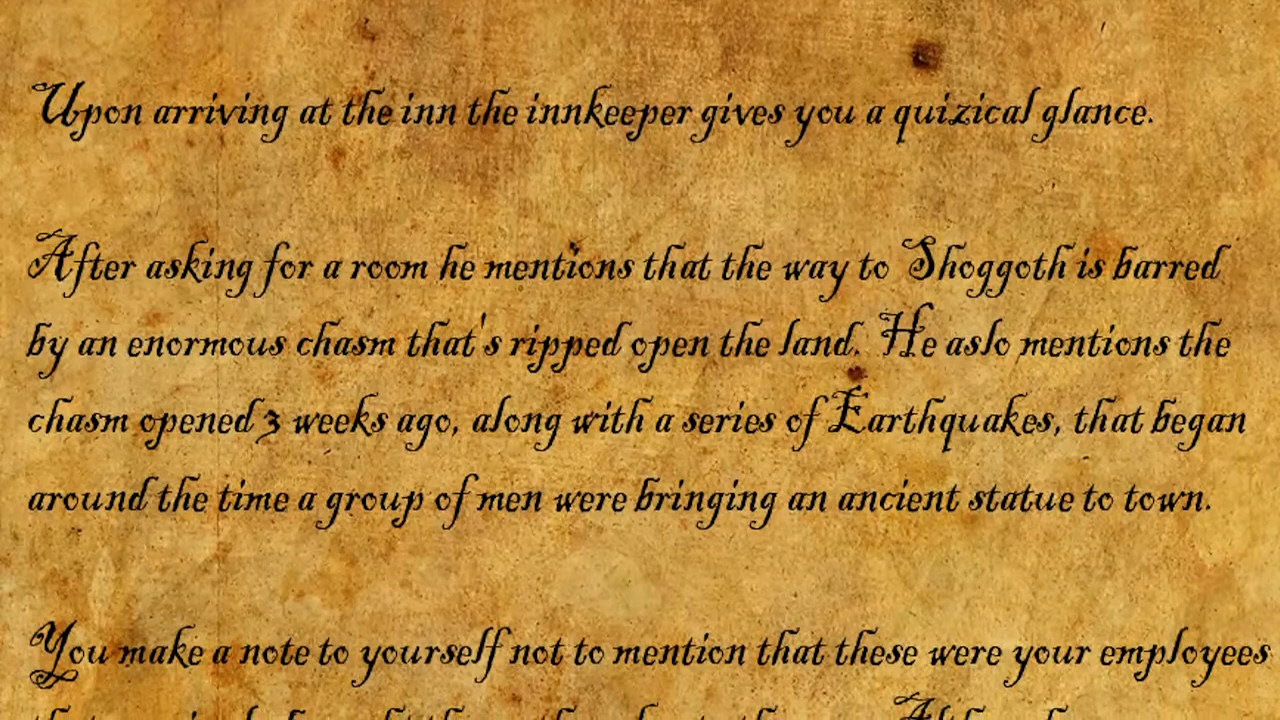 Upon arriving at the inn the innkeeper gives you a quizical glance.
After asking for a room he mentions that the way to Shoggoth is barred
by an enormous chasm that's ripped open the land. He aslo mentions the
chasm opened 3 weeks ago, along with a series of Earthquakes, that began
around the time a group of men were bringing an ancient statue to town.
You make a note to yourself not to mention that these were your employees